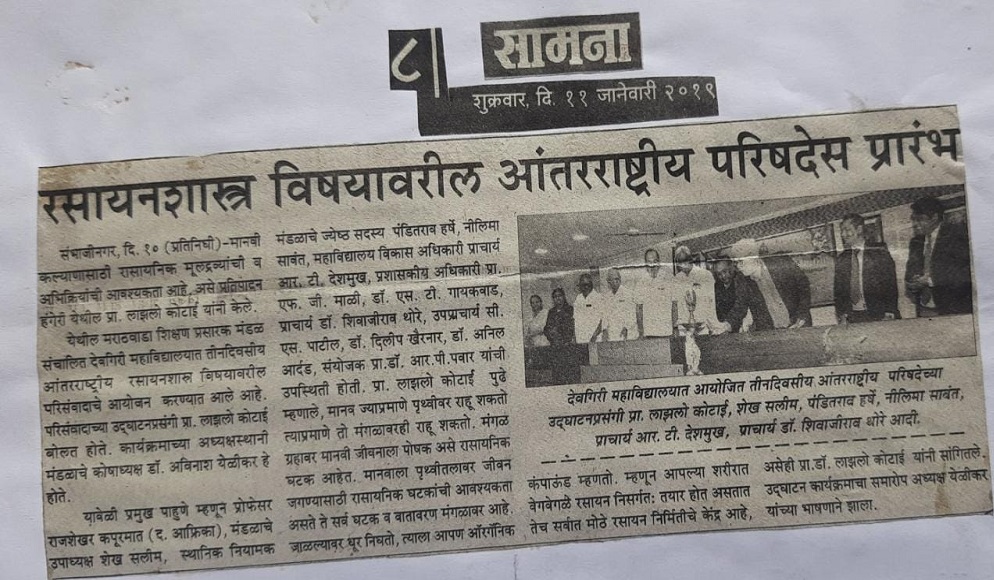 ८
सामना
शुक्रवार, दि. ११ जानेवारी २०१९
रसायनशास्त्र विषयावरील आंतरराष्ट्रीय परिषदेस प्रारंभ
संभाजीनगर, दि. १० (प्रतिनिधी)-मानवी
कल्याणासाठी रासायनिक मूलद्रव्यांची व
अभिक्रियांची आवश्यकता आहे, असे प्रतिपादन
हंगेरी येथील प्रा. लाझलो कोटाई यांनी केले.
येथील मराठवाडा शिक्षण प्रसारक मंडळ
संचालित देवगिरी महाविद्यालयात तीनदिवसीय
आंतरराष्ट्रीय रसायनशास्त्र विषयावरील
परिसंवादाचे आयोजन करण्यात आले आहे.
परिसंवादाच्या उद्घाटनप्रसंगी प्रा. लाझलो कोटाई
बोलत होते. कार्यक्रमाच्या अध्यक्षस्थानी
मंडळाचे कोषाध्यक्ष डॉ. अविनाश येळीकर हे
होते.
यावेळी प्रमुख पाहुणे म्हणून प्रोफेसर
राजशेखर कपूरमात (द. आफ्रिका), मंडळाचे
उपाध्यक्ष शेख सलीम, स्थानिक नियामक
मंडळाचे ज्येष्ठ सदस्य पंडितराव हर्षे, नीलिमा
सावंत, महाविद्यालय विकास अधिकारी प्राचार्य
आर. टी. देशमुख, प्रशासकीय अधिकारी प्रा.
एफ. जी. माळी, डॉ. एस. टी. गायकवाड,
प्राचार्य डॉ. शिवाजीराव थोरे, उपप्राचार्य सी.
एस. पाटील, डॉ. दिलीप खैरनार, डॉ. अनिल
आर्दड, संयोजक प्रा.डॉ. आर.पी.पवार यांची
उपस्थिती होती. प्रा. लाझलो कोटाई पुढे
म्हणाले, मानव ज्याप्रमाणे पृथ्वीवर राहू शकतो
त्याप्रमाणे तो मंगळावरही राहू शकतो. मंगळ
ग्रहावर मानवी जीवनाला पोषक असे रासायनिक
घटक आहेत. मानवाला पृथ्वीतलावर जीवन
जगण्यासाठी रासायनिक घटकांची आवश्यकता
असते ते सर्व घटक व वातावरण मंगळावर आहे.
जाळल्यावर धूर निघतो, त्याला आपण ऑरगॅनिक
देवगिरी महाविद्यालयात आयोजित तीनदिवसीय आंतरराष्ट्रीय परिषदेच्या
उद्घाटनप्रसंगी प्रा. लाझलो कोटाई, शेख सलीम, पंडितराव हर्षे, नीलिमा सावंत,
प्राचार्य आर. टी. देशमुख, प्राचार्य डॉ. शिवाजीराव थोरे आदी.
कंपाऊंड म्हणतो. म्हणून आपल्या शरीरात
वेगवेगळे रसायन निसर्गत: तयार होत असतात
तेच सर्वात मोठे रसायन निर्मितीचे केंद्र आहे,
असेही प्रा.डॉ. लाझलो कोटाई यांनी सांगितले.
उद्घाटन कार्यक्रमाचा समारोप अध्यक्ष येळीकर
यांच्या भाषणाने झाला.